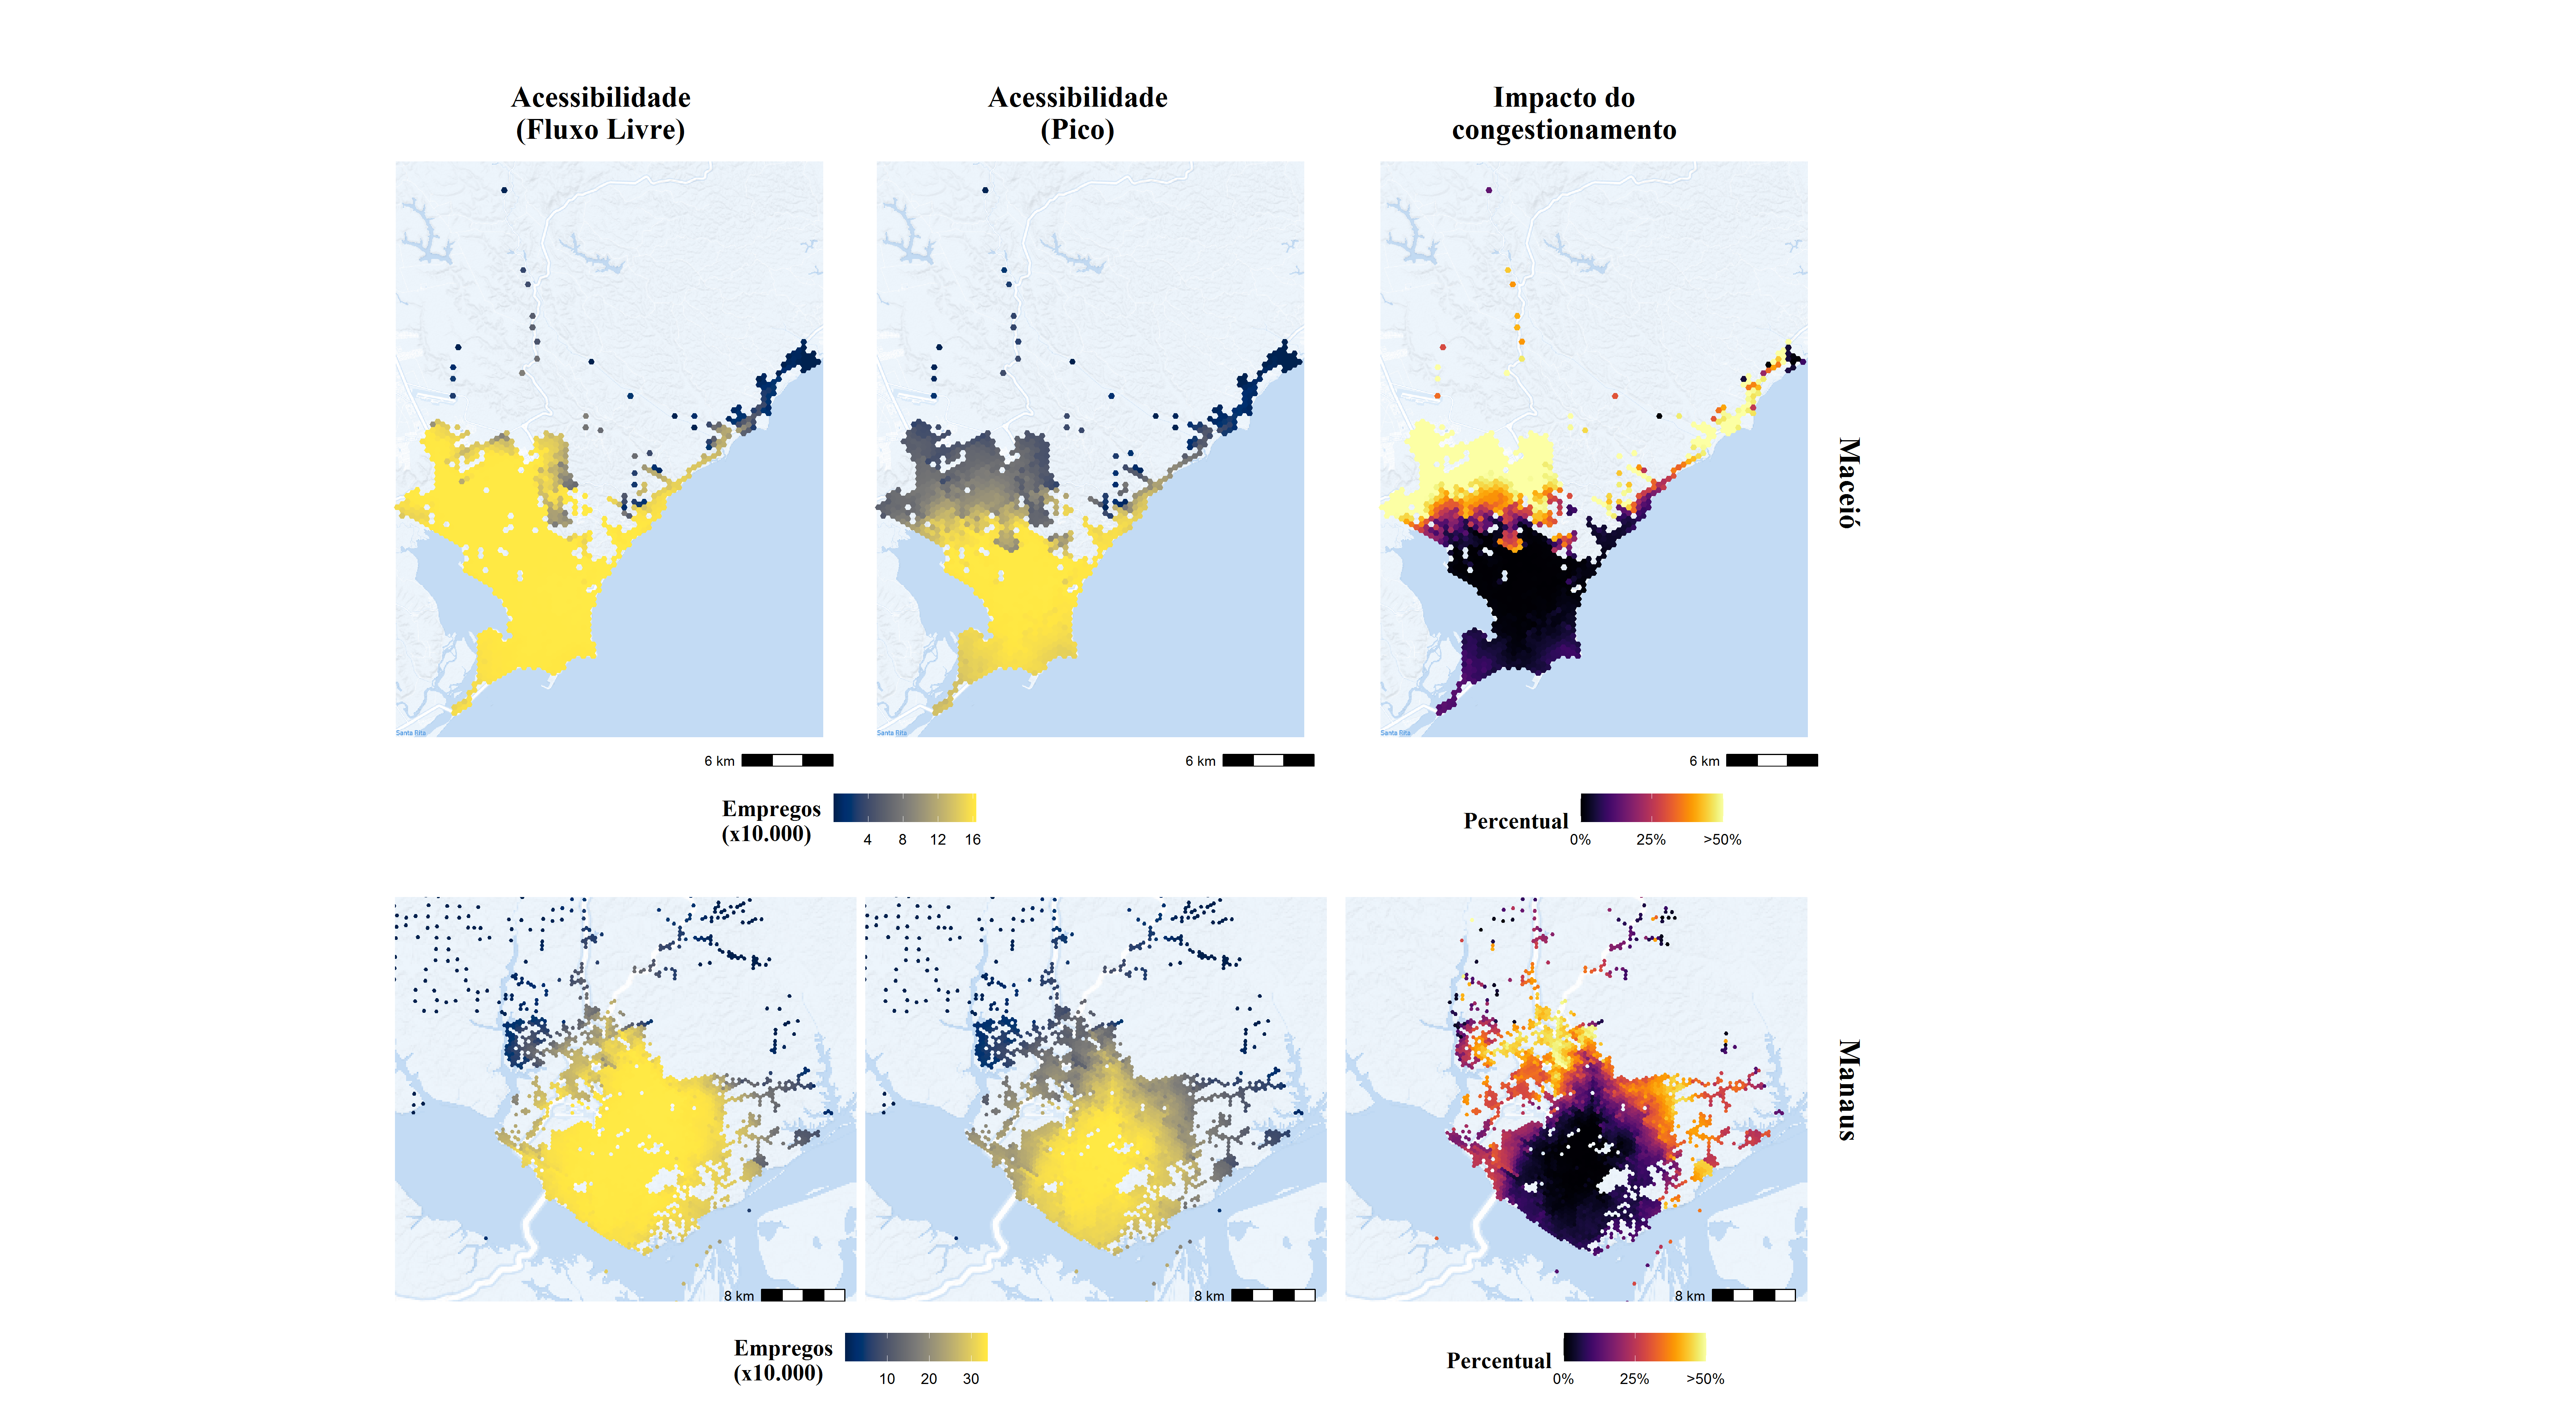 Acessibilidade
(Fluxo Livre)
Acessibilidade
(Pico)
Impacto do
congestionamento
Maceió
Santa Rita
Santa Rita
Santa Rita
6 km
6 km
6 km
Empregos
(x10.000)
4 8 12 16
Percentual
0% 25% >50%
Manaus
8 km
8 km
8 km
Empregos
(x10.000)
10 20 30
Percentual
0% 25% >50%